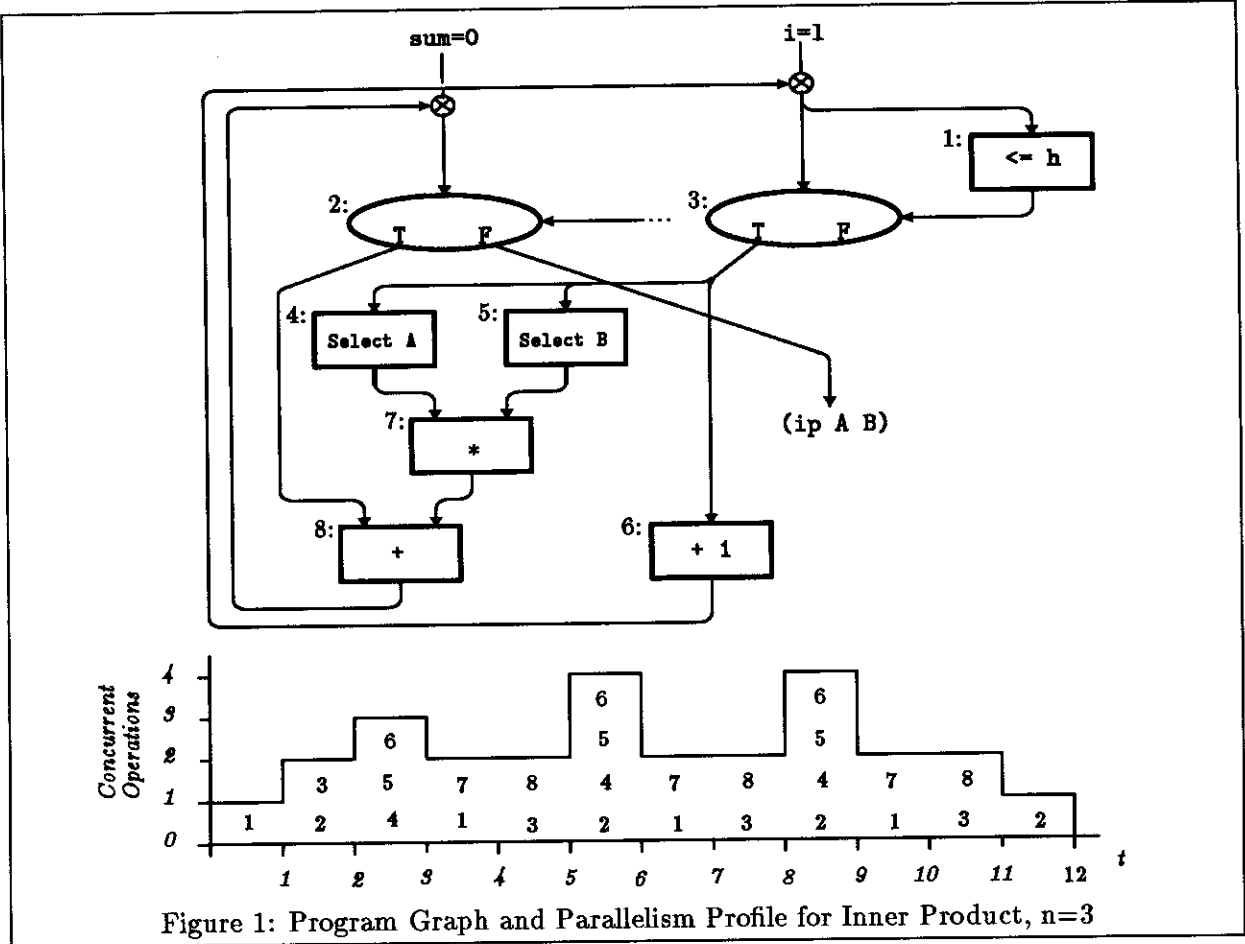 sum=0 i=1
1: <= h
2: T F ... 3: T F
4: Select A 5: Select B
7: *
(ip A B)
8: + 6: + 1
Concurrent
Operations
4
3
2
1
0
6 6
6 5 5
3 5 7 8 4 7 8 4 7 8
1 2 4 1 3 2 1 3 2 1 3 2
1 2 3 4 5 6 7 8 9 10 11 12
t
Figure 1: Program Graph and Parallelism Profile for Inner Product, n=3